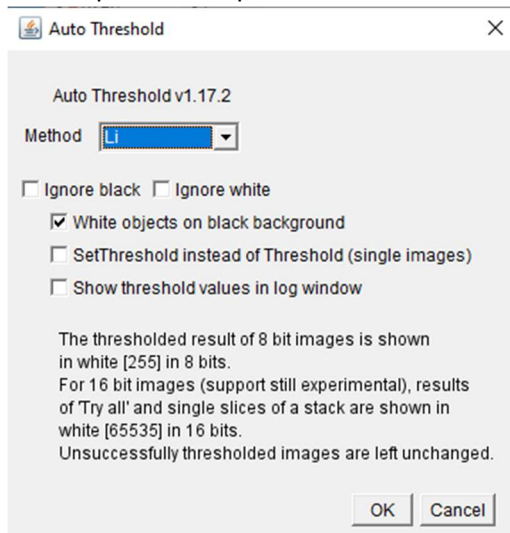 Auto Threshold
Auto Threshold v1.17.2
Method Li
Ignore black Ignore white
White objects on black background
SetThreshold instead of Threshold (single images)
Show threshold values in log window
The thresholded result of 8 bit images is shown
in white [255] in 8 bits.
For 16 bit images (support still experimental), results
of 'Try all' and single slices of a stack are shown in
white [65535] in 16 bits.
Unsuccessfully thresholded images are left unchanged.
OK Cancel